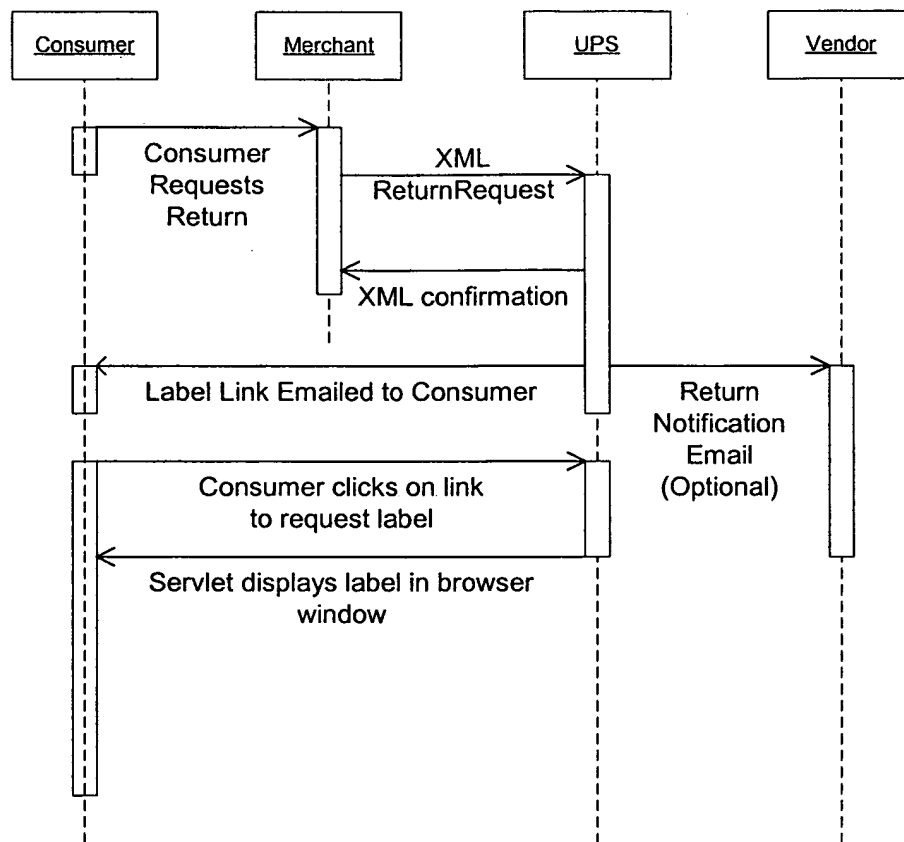 Consumer
Merchant
UPS
Vendor
Consumer
Requests
Return
XML
ReturnRequest
XML confirmation
Label Link Emailed to Consumer
Return
Notification
Email
(Optional)
Consumer clicks on link
to request label
Servlet displays label in browser
window